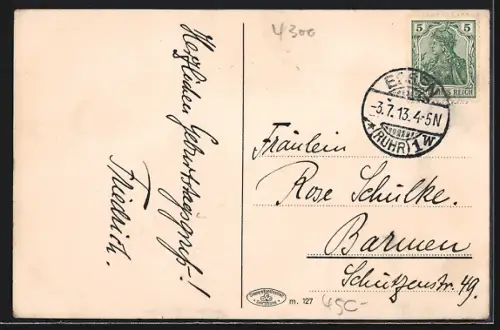 4300
5 5
DEUTSCHES REICH
ESSEN
-3.7.13.4-5N
*(RUHR)1w
Herzlichen Geburtstagsgruß!
Friedrich.
Fräulein
Rose Schulke.
Barmen
Schützenstr. 49.
m. 127
450-